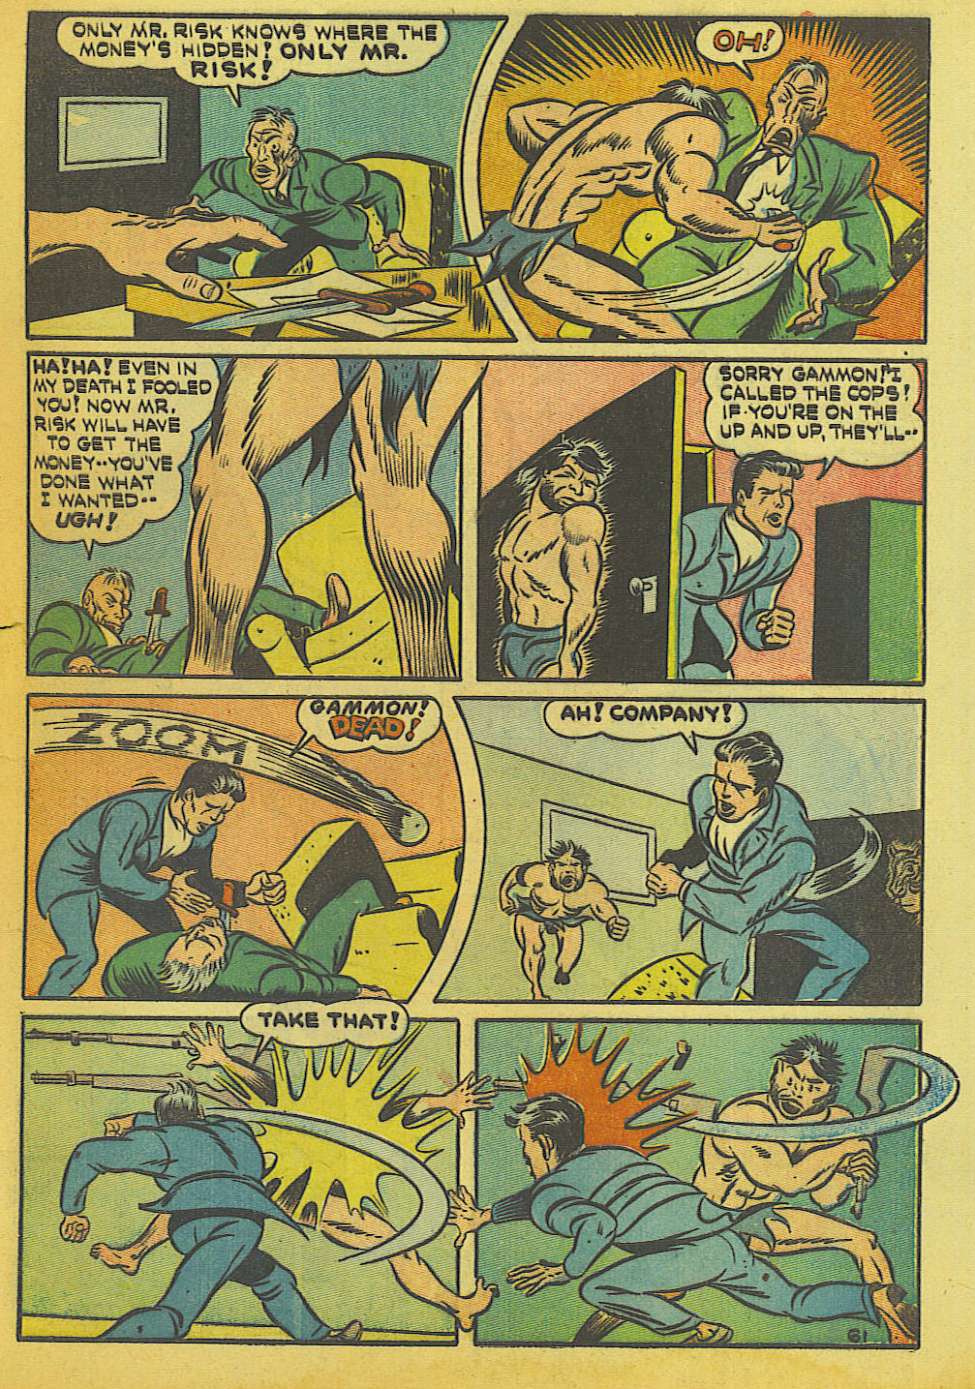 ONLY MR. RISK KNOWS WHERE THE
MONEY'S HIDDEN! ONLY MR.
RISK!
OH!
HA! HA! EVEN IN
MY DEATH I FOOLED
YOU! NOW MR.
RISK WILL HAVE
TO GET THE
MONEY--YOU'VE
DONE WHAT
I WANTED--
UGH!
SORRY GAMMON! I
CALLED THE COPS!
IF YOU'RE ON THE
UP AND UP, THEY'LL--
GAMMON!
DEAD!
ZOOM
AH! COMPANY!
TAKE THAT!
61